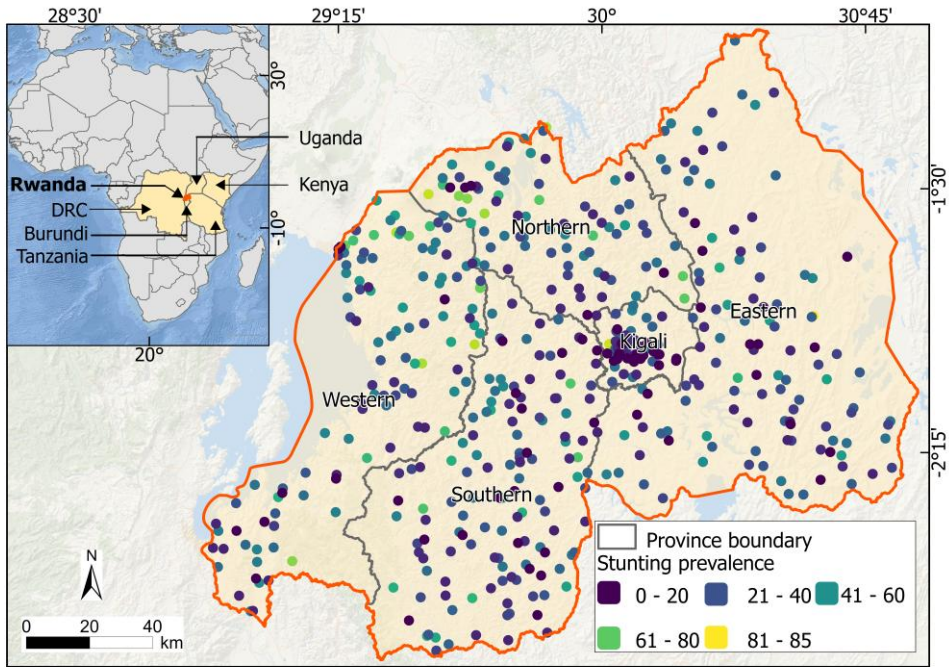 28°30' 29°15' 30° 30°45'
30°
-10°
20°
Uganda
Kenya
Rwanda
DRC
Burundi
Tanzania
-1°30'
-2°15'
Northern
Eastern
Kigali
Western
Southern
N
0 20 40
km
Province boundary
Stunting prevalence
0 - 20 21 - 40 41 - 60
61 - 80 81 - 85